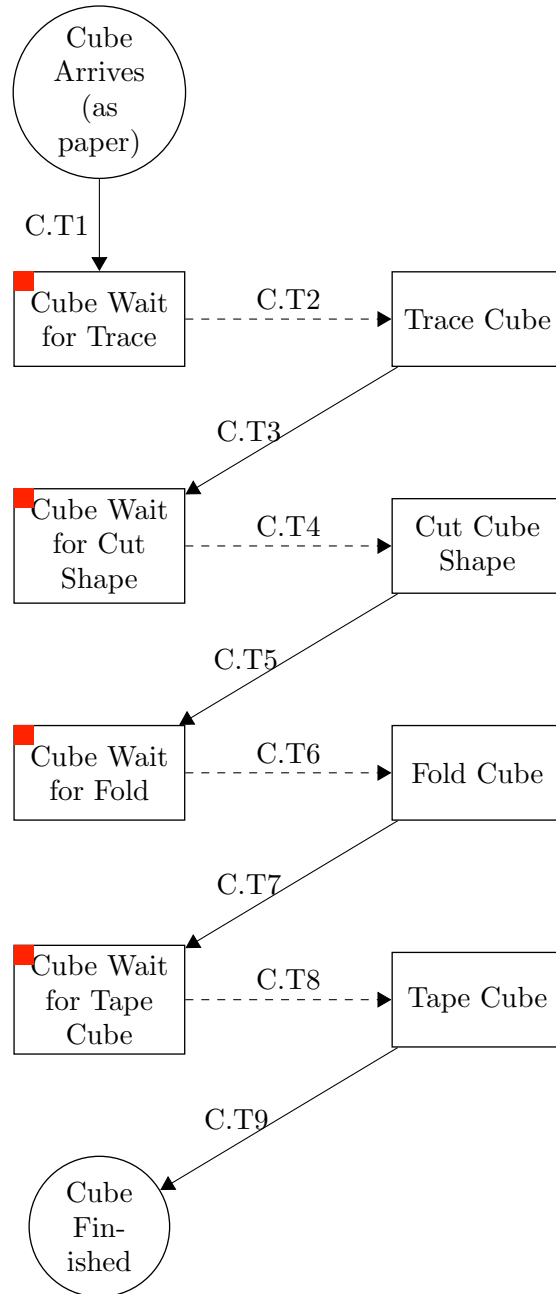 Cube
Arrives
(as
paper)
C.T1
Cube Wait
for Trace
C.T2
Trace Cube
C.T3
Cube Wait
for Cut
Shape
C.T4
Cut Cube
Shape
C.T5
Cube Wait
for Fold
C.T6
Fold Cube
C.T7
Cube Wait
for Tape
Cube
C.T8
Tape Cube
C.T9
Cube
Fin-
ished